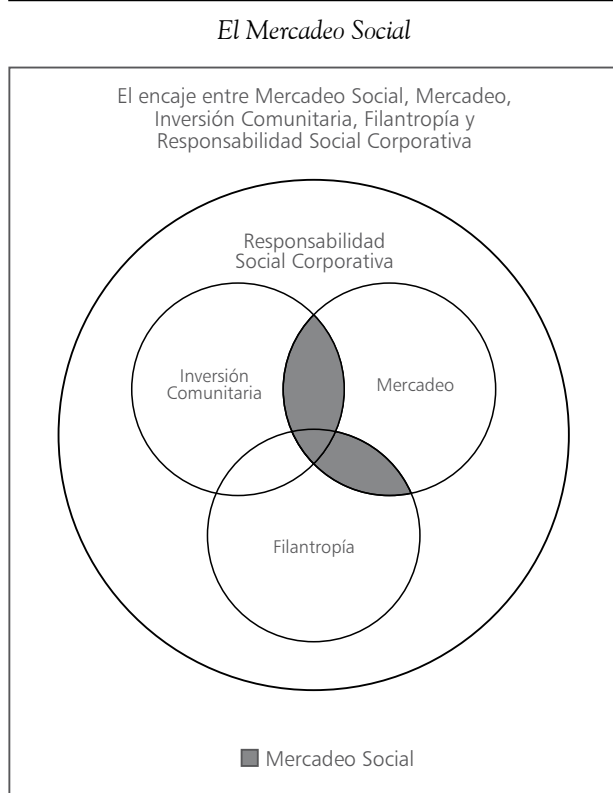 El Mercadeo Social
El encaje entre Mercadeo Social, Mercadeo,
Inversión Comunitaria, Filantropía y
Responsabilidad Social Corporativa
Responsabilidad
Social Corporativa
Inversión
Comunitaria
Mercadeo
Filantropía
Mercadeo Social